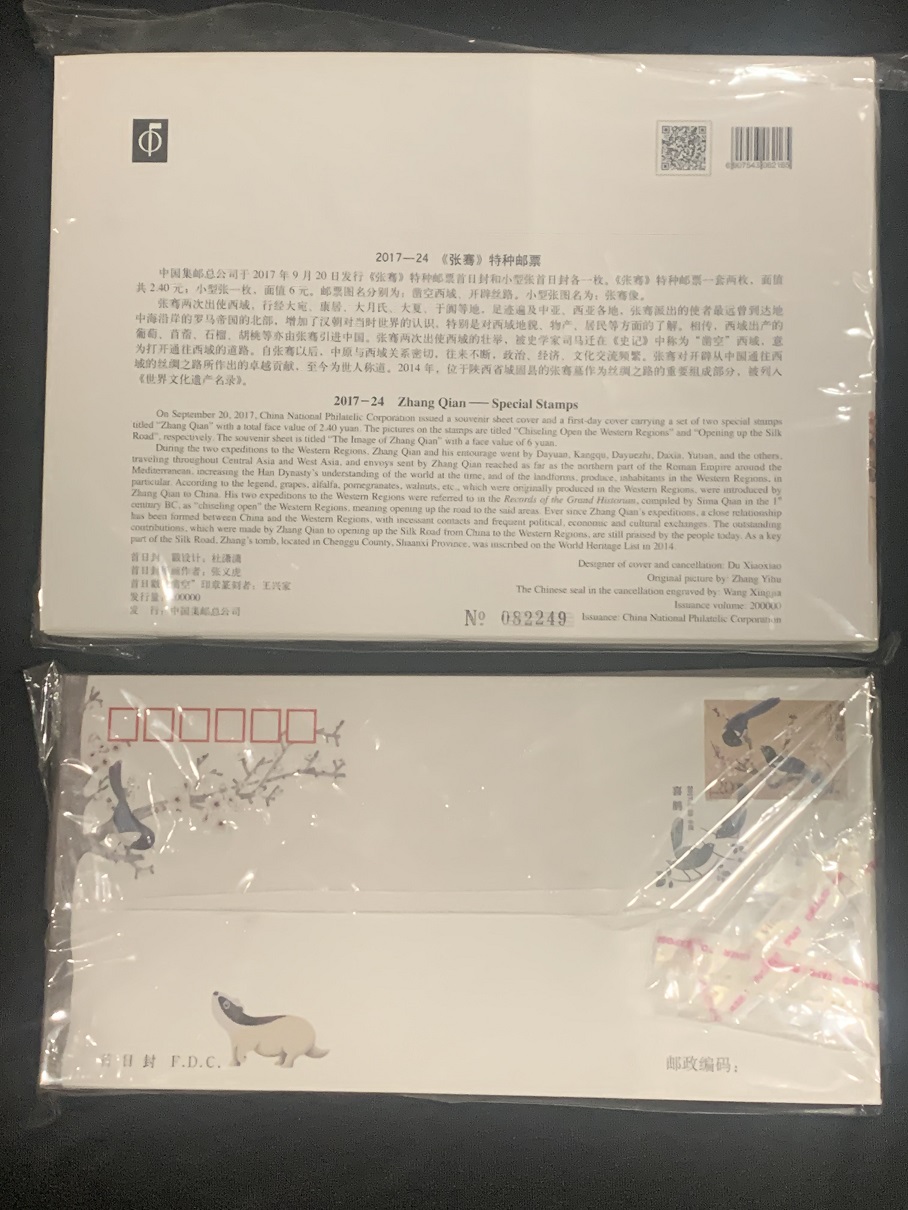 2017—24 《张骞》特种邮票
中国集邮总公司于 2017 年 9 月 20 日发行《张骞》特种邮票首日封和小型张首日封各一枚。《张骞》特种邮票一套两枚，面值
共 2.40 元；小型张一枚，面值 6 元。邮票图名分别为：凿空西域、开辟丝路。小型张图名为：张骞像。
张骞两次出使西域，行经大宛、康居、大月氏、大夏、于阗等地，足迹遍及中亚、西亚各地，张骞派出的使者最远曾到达地
中海沿岸的罗马帝国的北部，增加了汉朝对当时世界的认识，特别是对西域地貌、物产、居民等方面的了解。相传，西域出产的
葡萄、苜蓿、石榴、胡桃等亦由张骞引进中国。张骞两次出使西域的壮举，被史学家司马迁在《史记》中称为“凿空”西域，意
为打开通往西域的道路。自张骞以后，中原与西域关系密切，往来不断，政治、经济、文化交流频繁。张骞对开辟从中国通往西
域的丝绸之路所作出的卓越贡献，至今为世人称道。2014 年，位于陕西省城固县的张骞墓作为丝绸之路的重要组成部分，被列入
《世界文化遗产名录》。
2017－24 Zhang Qian — Special Stamps
On September 20, 2017, China National Philatelic Corporation issued a souvenir sheet cover and a first-day cover carrying a set of two special stamps
titled “Zhang Qian” with a total face value of 2.40 yuan. The pictures on the stamps are titled “Chiseling Open the Western Regions” and “Opening up the Silk
Road”, respectively. The souvenir sheet is titled “The Image of Zhang Qian” with a face value of 6 yuan.
During the two expeditions to the Western Regions, Zhang Qian and his entourage went by Dayuan, Kangqu, Dayuezhi, Daxia, Yutian, and the others,
traveling throughout Central Asia and West Asia, and envoys sent by Zhang Qian reached as far as the northern part of the Roman Empire around the
Mediterranean, increasing the Han Dynasty’s understanding of the world at the time, and of the landforms, produce, inhabitants in the Western Regions, in
particular. According to the legend, grapes, alfalfa, pomegranates, walnuts, etc., which were originally produced in the Western Regions, were introduced by
Zhang Qian to China. His two expeditions to the Western Regions were referred to in the Records of the Grand Historian, compiled by Sima Qian in the 1st
century BC, as “chiseling open” the Western Regions, meaning opening up the road to the said areas. Ever since Zhang Qian’s expeditions, a close relationship
has been formed between China and the Western Regions, with incessant contacts and frequent political, economic and cultural exchanges. The outstanding
contributions, which were made by Zhang Qian to opening up the Silk Road from China to the Western Regions, are still praised by the people today. As a key
part of the Silk Road, Zhang’s tomb, located in Chenggu County, Shaanxi Province, was inscribed on the World Heritage List in 2014.
首日封 戳设计：杜潇潇
首日封 画作者：张义虎
首日戳 凿空”印章篆刻者：王兴家
发行量 00000
发 行：中国集邮总公司
Designer of cover and cancellation: Du Xiaoxiao
Original picture by: Zhang Yihu
The Chinese seal in the cancellation engraved by: Wang Xingjia
Issuance volume: 200000
№ 082249 Issuance: China National Philatelic Corporation
喜鹊
日 封 F.D.C.
邮政编码：